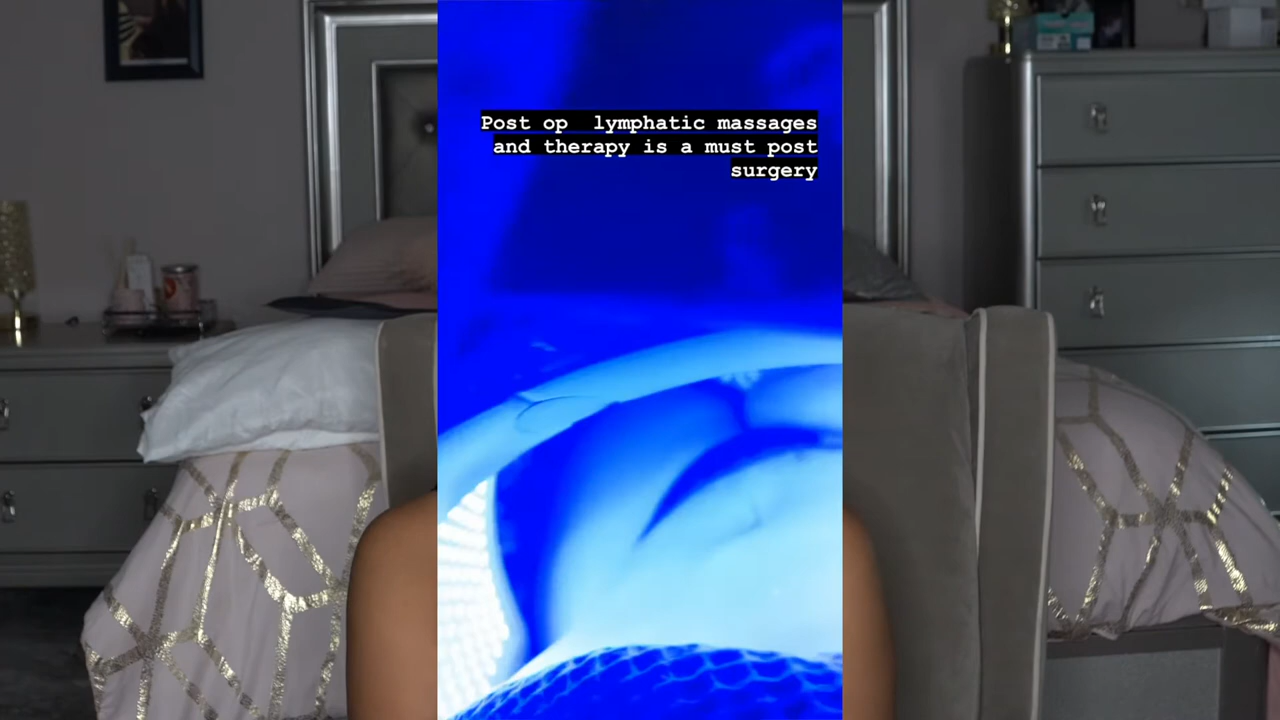 Post op  lymphatic massages
and therapy is a must post
surgery